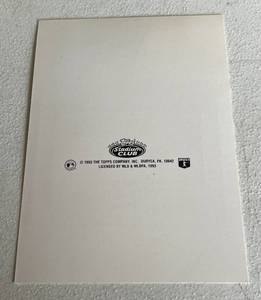 Stadium
CLUB
© 1993 THE TOPPS COMPANY, INC. DURYEA, PA. 18642
LICENSED BY MLB & MLBPA, 1993